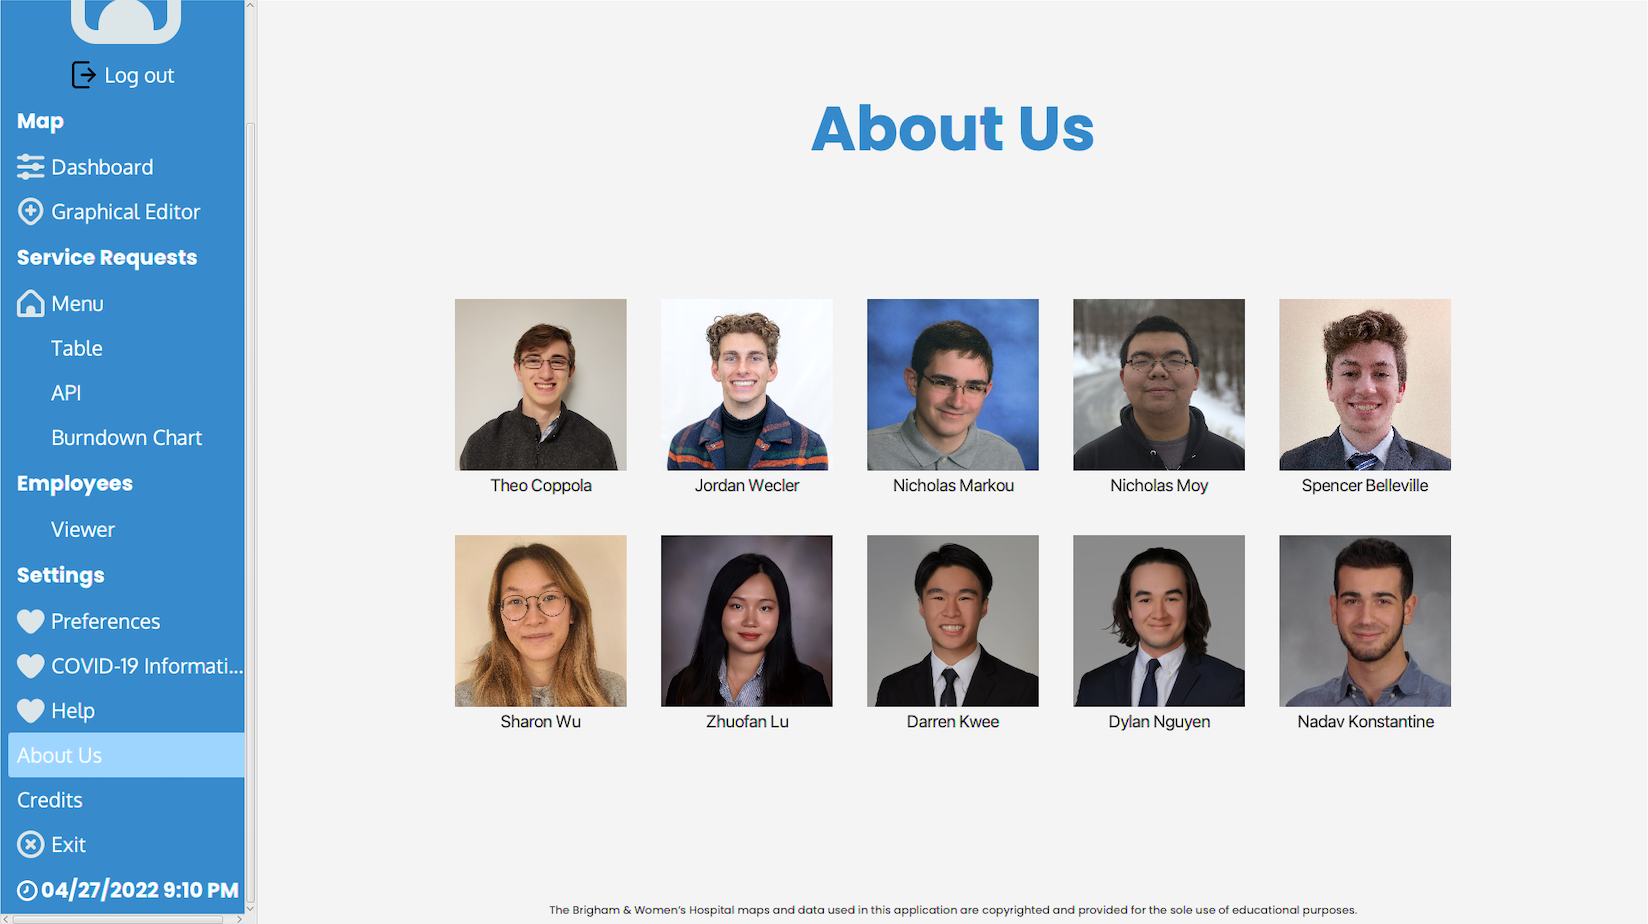 Log out
Map
Dashboard
Graphical Editor
Service Requests
Menu
Table
API
Burndown Chart
Employees
Viewer
Settings
Preferences
COVID-19 Informati...
Help
About Us
Credits
Exit
04/27/2022 9:10 PM
About Us
Theo Coppola
Jordan Wecler
Nicholas Markou
Nicholas Moy
Spencer Belleville
Sharon Wu
Zhuofan Lu
Darren Kwee
Dylan Nguyen
Nadav Konstantine
The Brigham & Women's Hospital maps and data used in this application are copyrighted and provided for the sole use of educational purposes.